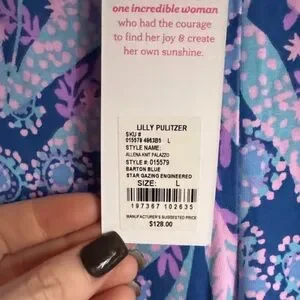 one incredible woman
who had the courage
to find her joy & create
her own sunshine.
LILLY PULITZER
SKU #
015579 4663B5 L
STYLE NAME:
ALLENA KNT PALAZZO
STYLE #: 015579
BARTON BLUE
STAR GAZING ENGINEERED
SIZE: L
197367 102635
MANUFACTURER'S SUGGESTED PRICE
$128.00